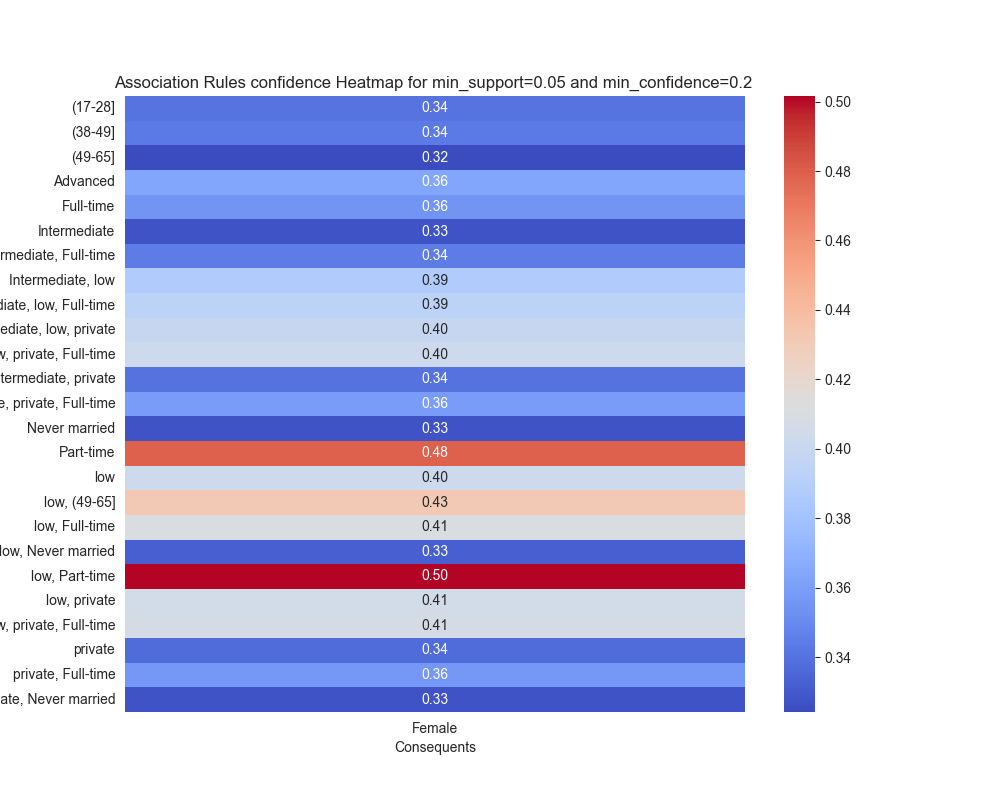 Association Rules confidence Heatmap for min_support=0.05 and min_confidence=0.2
(17-28] 0.34
(38-49] 0.34
(49-65] 0.32
Advanced 0.36
Full-time 0.36
Intermediate 0.33
rmediate, Full-time 0.34
Intermediate, low 0.39
diate, low, Full-time 0.39
ediate, low, private 0.40
w, private, Full-time 0.40
termediate, private 0.34
e, private, Full-time 0.36
Never married 0.33
Part-time 0.48
low 0.40
low, (49-65] 0.43
low, Full-time 0.41
low, Never married 0.33
low, Part-time 0.50
low, private 0.41
w, private, Full-time 0.41
private 0.34
private, Full-time 0.36
ate, Never married 0.33
Female
Consequents
0.50
0.48
0.46
0.44
0.42
0.40
0.38
0.36
0.34